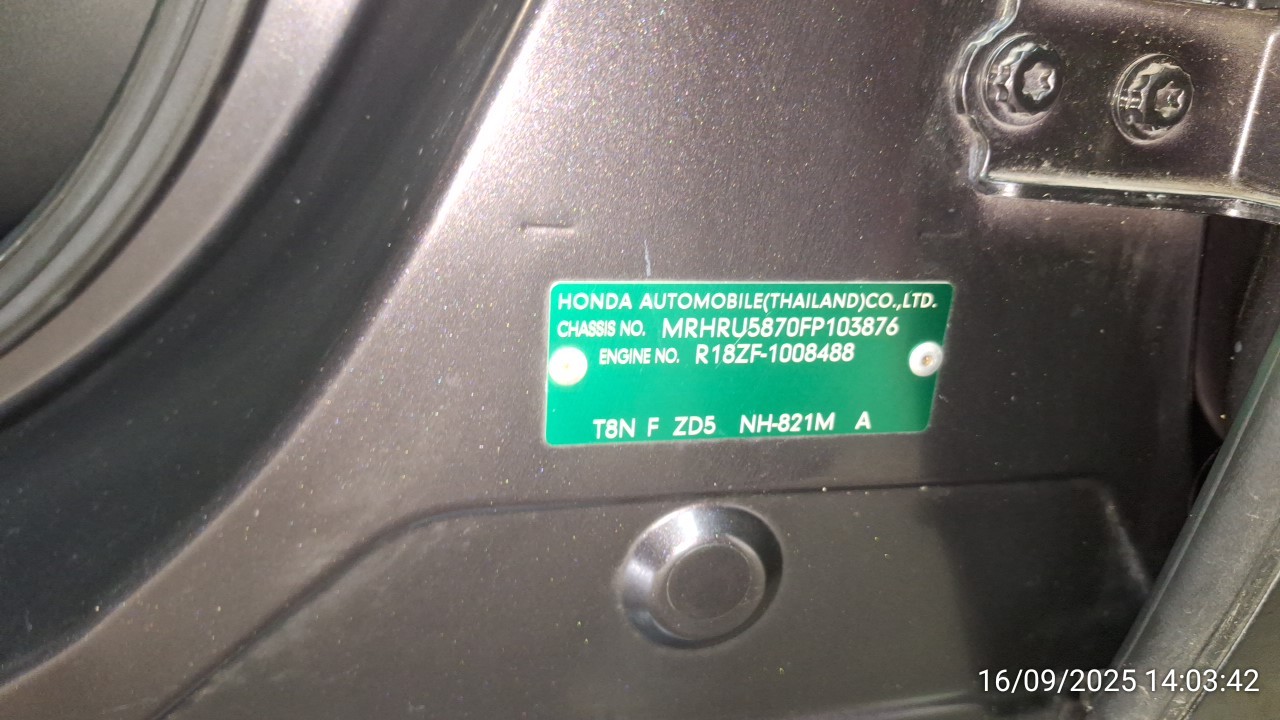 HONDA AUTOMOBILE(THAILAND)CO.,LTD.
CHASSIS NO. MRHRU5870FP103876
ENGINE NO. R18ZF-1008488
T8N F ZD5 NH-821M A
16/09/2025 14:03:42